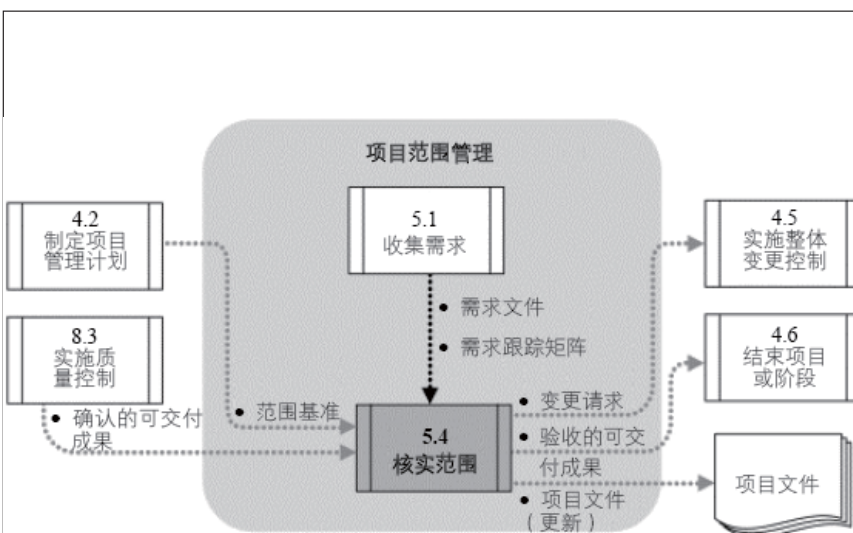 项目范围管理
4.2
制定项目
管理计划
5.1
收集需求
4.5
实施整体
变更控制
需求文件
需求跟踪矩阵
8.3
实施质
量控制
4.6
结束项目
或阶段
确认的可交付
成果
范围基准
5.4
核实范围
变更请求
验收的可交
付成果
项目文件
（更新）
项目文件